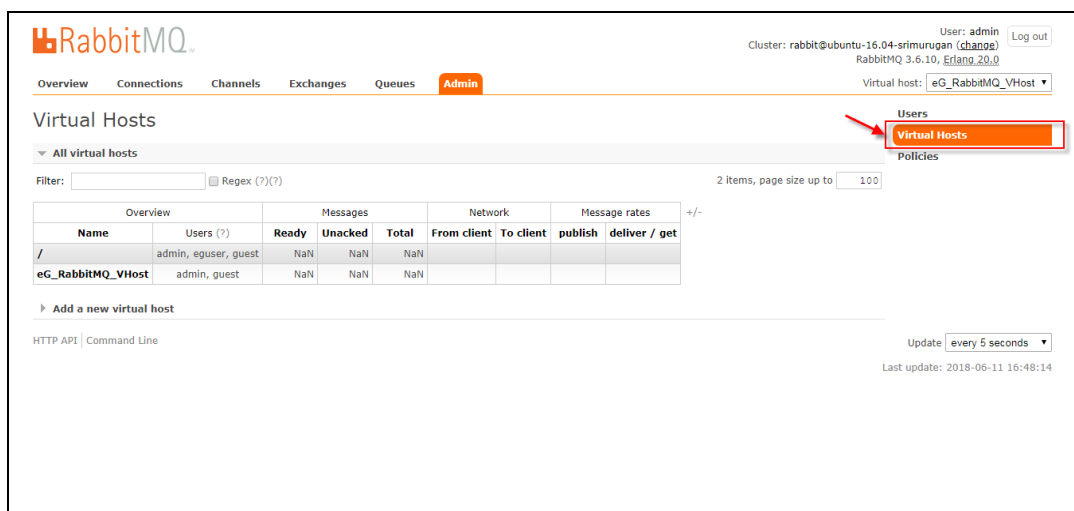 RabbitMQ
User: admin
Log out
Cluster: rabbit@ubuntu-16.04-srimurugan (change)
RabbitMQ 3.6.10, Erlang 20.0
Overview Connections Channels Exchanges Queues Admin
Virtual host: eG_RabbitMQ_VHost
Virtual Hosts
Users
Virtual Hosts
Policies
All virtual hosts
Filter: Regex (?)(?) 2 items, page size up to 100
Overview Messages Network Message rates +/-
Name Users (?) Ready Unacked Total From client To client publish deliver / get
/ admin, eguser, guest NaN NaN NaN
eG_RabbitMQ_VHost admin, guest NaN NaN NaN
Add a new virtual host
HTTP API Command Line
Update every 5 seconds
Last update: 2018-06-11 16:48:14